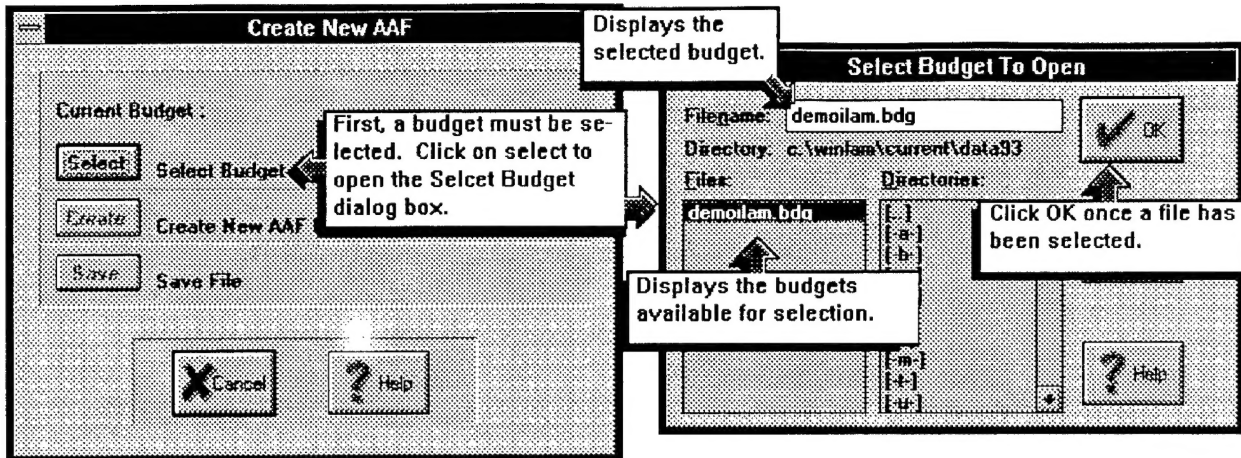 Create New AAF
Current Budget :
Select
Select Budget
Create
Create New AAF
Save
Save File
Cancel
Help
First, a budget must be se-
lected. Click on select to
open the Selcet Budget
dialog box.
Displays the
selected budget.
Select Budget To Open
Filename:
demoilam.bdg
OK
Directory: c:\winlam\current\data93
Files:
Directories:
demoilam.bdg
[..]
[-a-]
[-b-]
Click OK once a file has
been selected.
Displays the budgets
available for selection.
[-m-]
[-t-]
[-u-]
Help